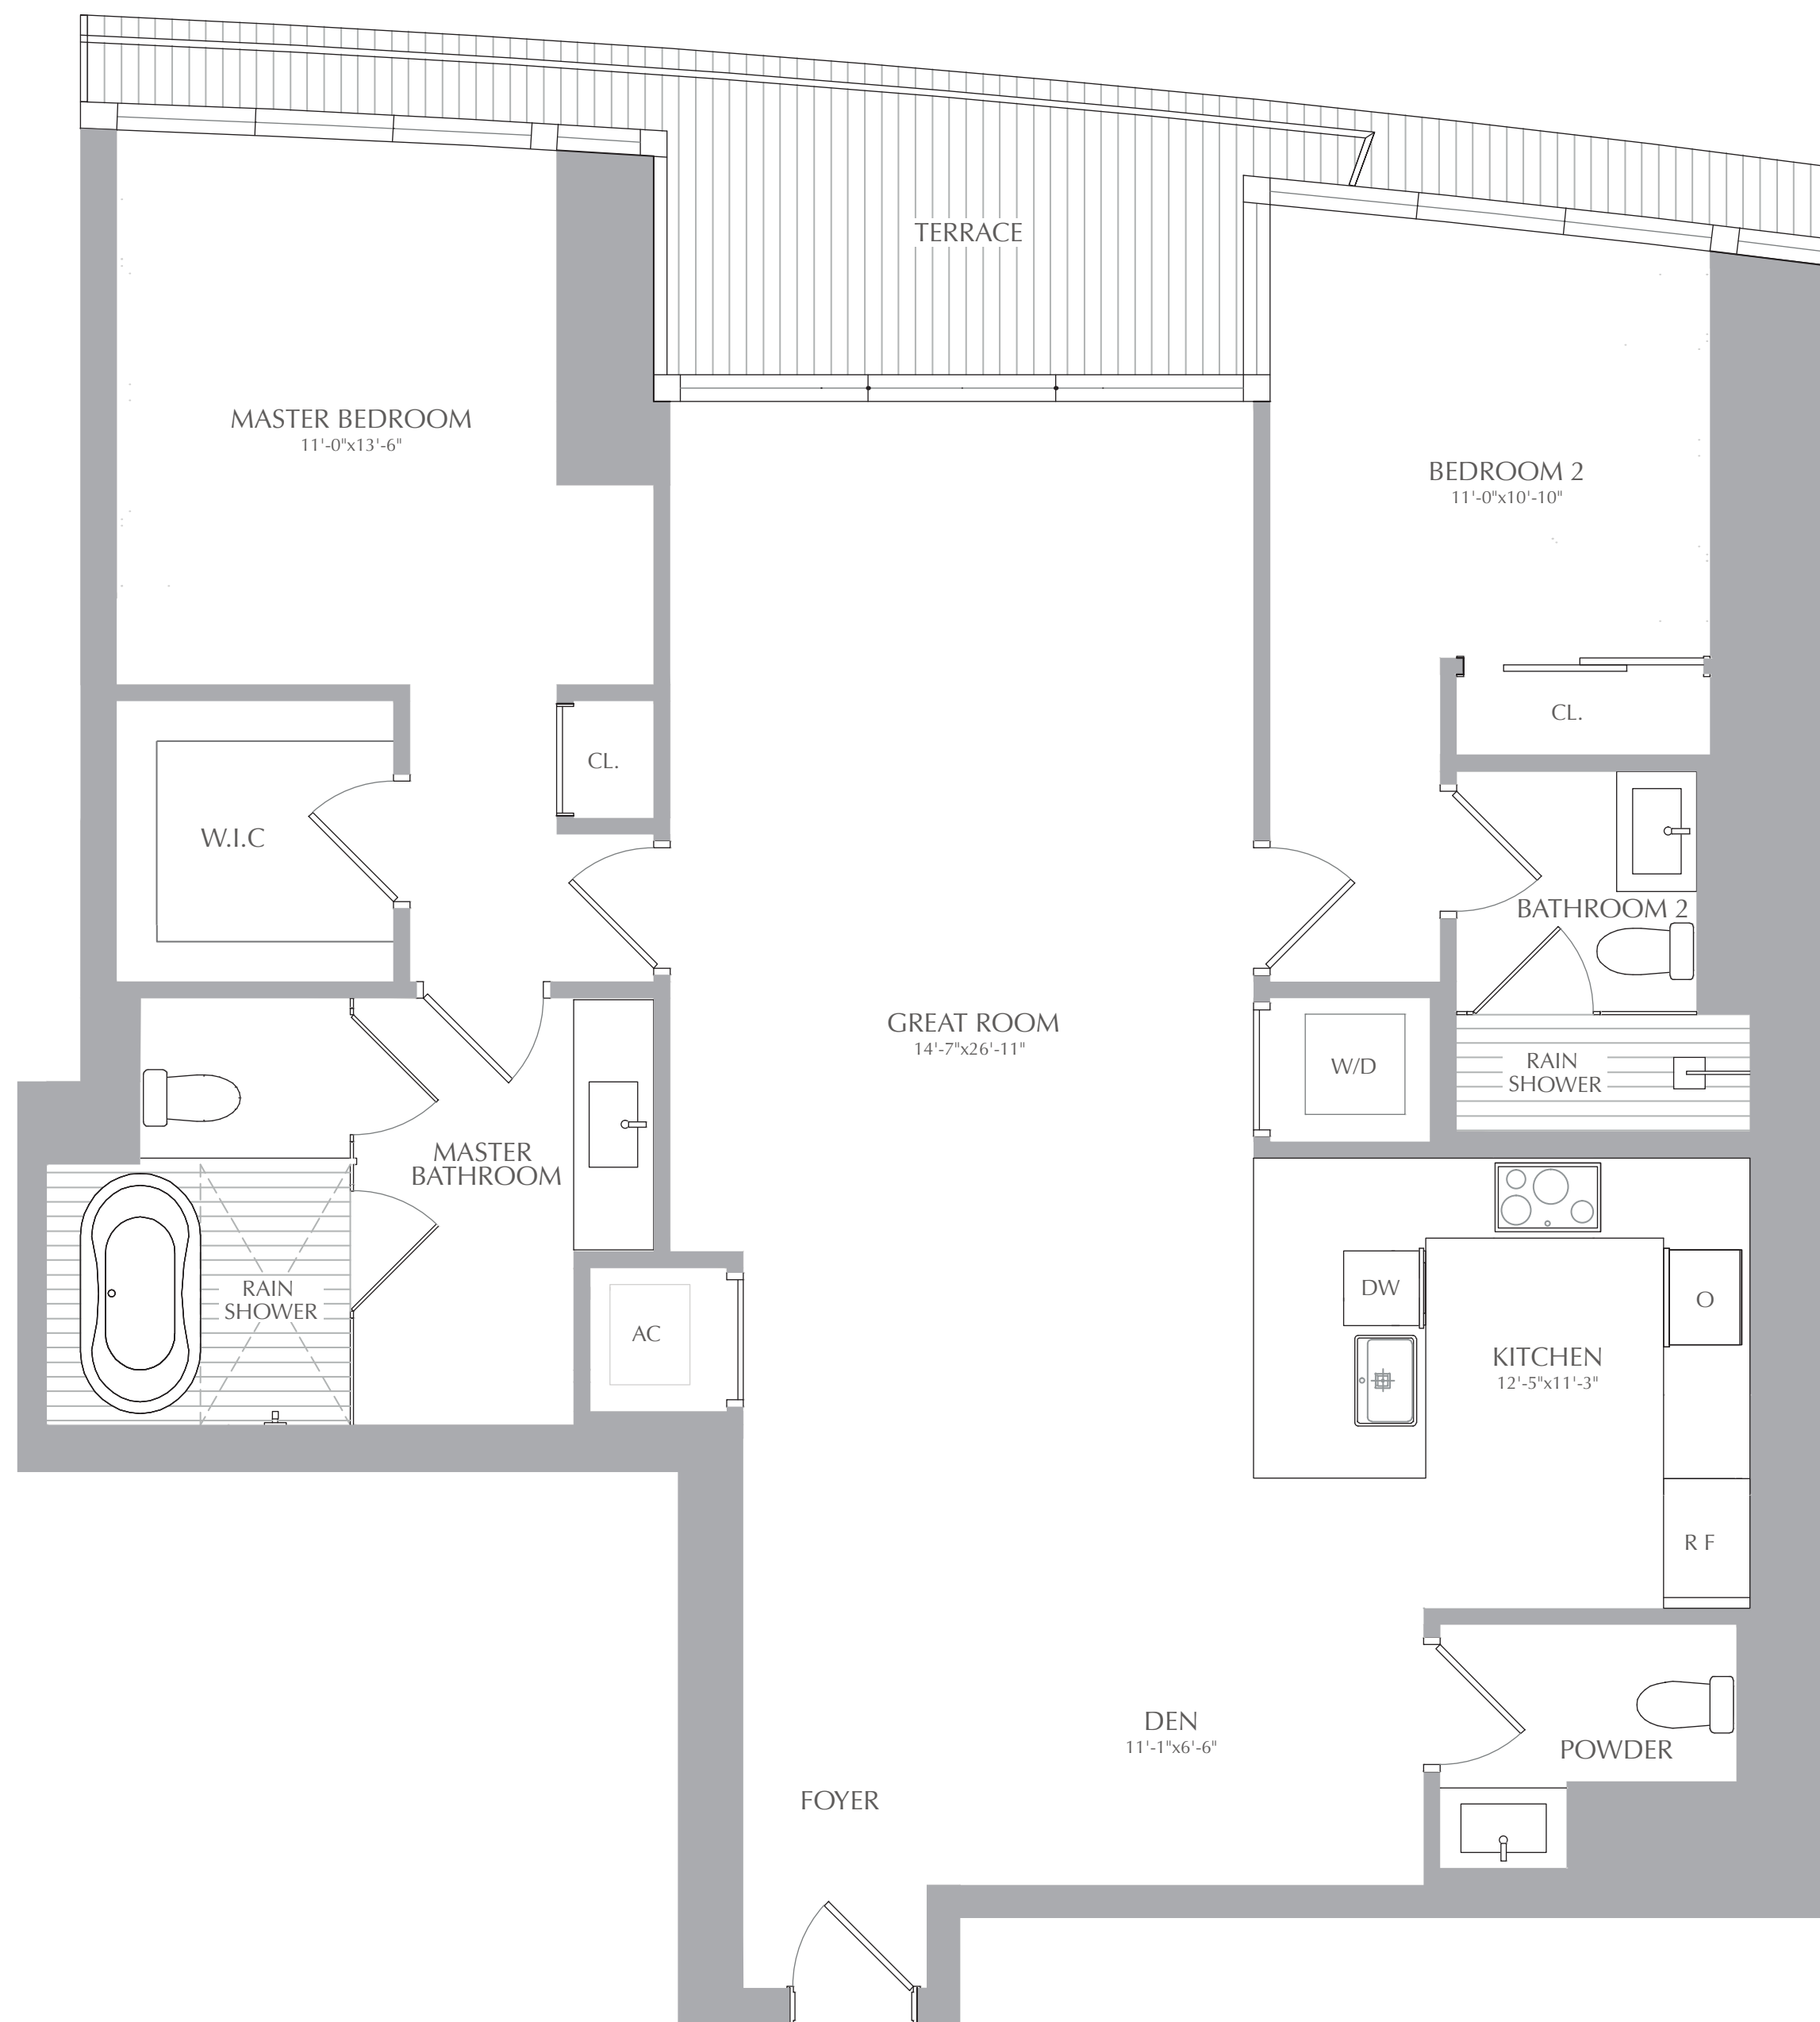 TERRACE
MASTER BEDROOM
11'-0"x13'-6"
BEDROOM 2
11'-0"x10'-10"
CL.
CL.
W.I.C
BATHROOM 2
GREAT ROOM
14'-7"x26'-11"
W/D
RAIN
SHOWER
MASTER
BATHROOM
RAIN
SHOWER
AC
DW
O
KITCHEN
12'-5"x11'-3"
R F
DEN
11'-1"x6'-6"
POWDER
FOYER